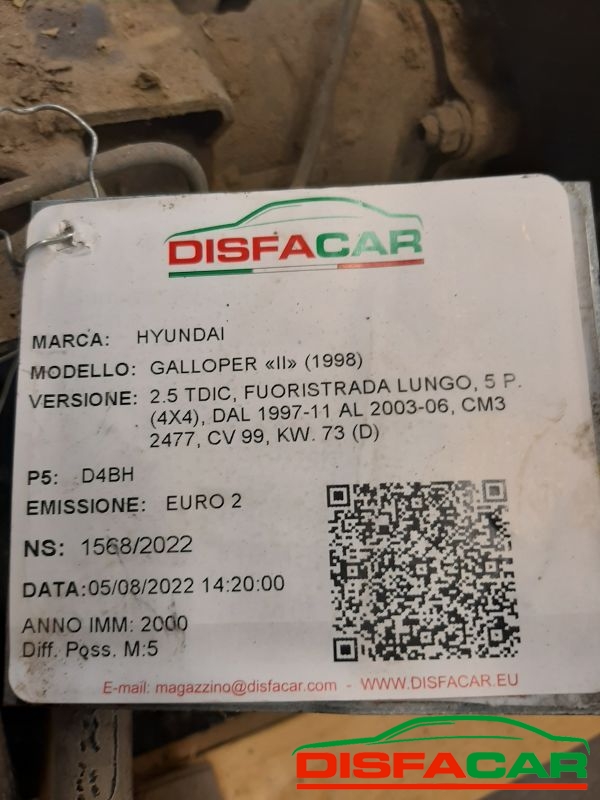 DISFACAR
MARCA: HYUNDAI
MODELLO: GALLOPER «II» (1998)
VERSIONE: 2.5 TDIC, FUORISTRADA LUNGO, 5 P.
(4X4), DAL 1997-11 AL 2003-06, CM3
2477, CV 99, KW. 73 (D)
P5: D4BH
EMISSIONE: EURO 2
NS: 1568/2022
DATA:05/08/2022 14:20:00
ANNO IMM: 2000
Diff. Poss. M:5
E-mail: magazzino@disfacar.com - WWW.DISFACAR.EU
DISFACAR